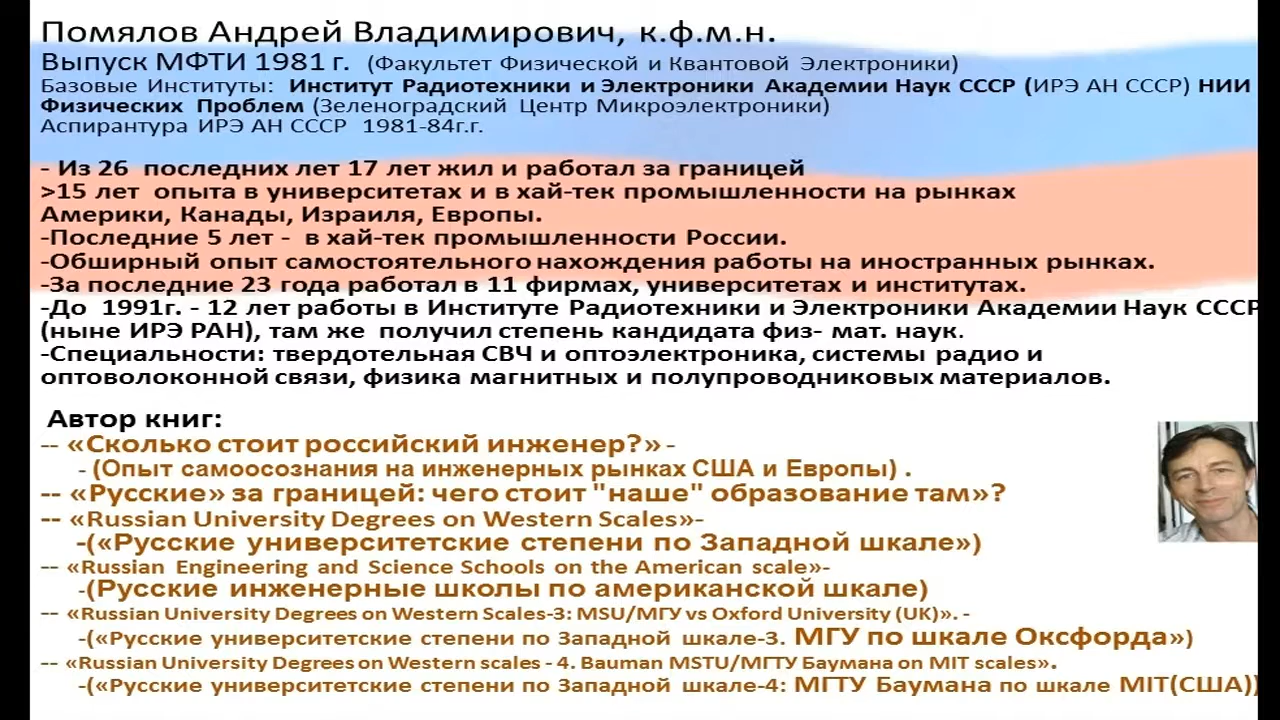 Помялов Андрей Владимирович, к.ф.м.н.
Выпуск МФТИ 1981 г. (Факультет Физической и Квантовой Электроники)
Базовые Институты: Институт Радиотехники и Электроники Академии Наук СССР (ИРЭ АН СССР) НИИ
Физических Проблем (Зеленоградский Центр Микроэлектроники)
Аспирантура ИРЭ АН СССР 1981-84г.г.
- Из 26 последних лет 17 лет жил и работал за границей
>15 лет опыта в университетах и в хай-тек промышленности на рынках
Америки, Канады, Израиля, Европы.
-Последние 5 лет - в хай-тек промышленности России.
-Обширный опыт самостоятельного нахождения работы на иностранных рынках.
-За последние 23 года работал в 11 фирмах, университетах и институтах.
-До 1991г. - 12 лет работы в Институте Радиотехники и Электроники Академии Наук СССР
(ныне ИРЭ РАН), там же получил степень кандидата физ- мат. наук.
-Специальности: твердотельная СВЧ и оптоэлектроника, системы радио и
оптоволоконной связи, физика магнитных и полупроводниковых материалов.
Автор книг:
-- «Сколько стоит российский инженер?» -
- (Опыт самоосознания на инженерных рынках США и Европы) .
-- «Русские» за границей: чего стоит "наше" образование там»?
-- «Russian University Degrees on Western Scales»-
-(«Русские университетские степени по Западной шкале»)
-- «Russian Engineering and Science Schools on the American scale»-
-(Русские инженерные школы по американской шкале)
-- «Russian University Degrees on Western Scales-3: MSU/МГУ vs Oxford University (UK)». -
-(«Русские университетские степени по Западной шкале-3. МГУ по шкале Оксфорда»)
-- «Russian University Degrees on Western scales - 4. Bauman MSTU/МГТУ Баумана on MIT scales».
-(«Русские университетские степени по Западной шкале-4: МГТУ Баумана по шкале MIT(США))